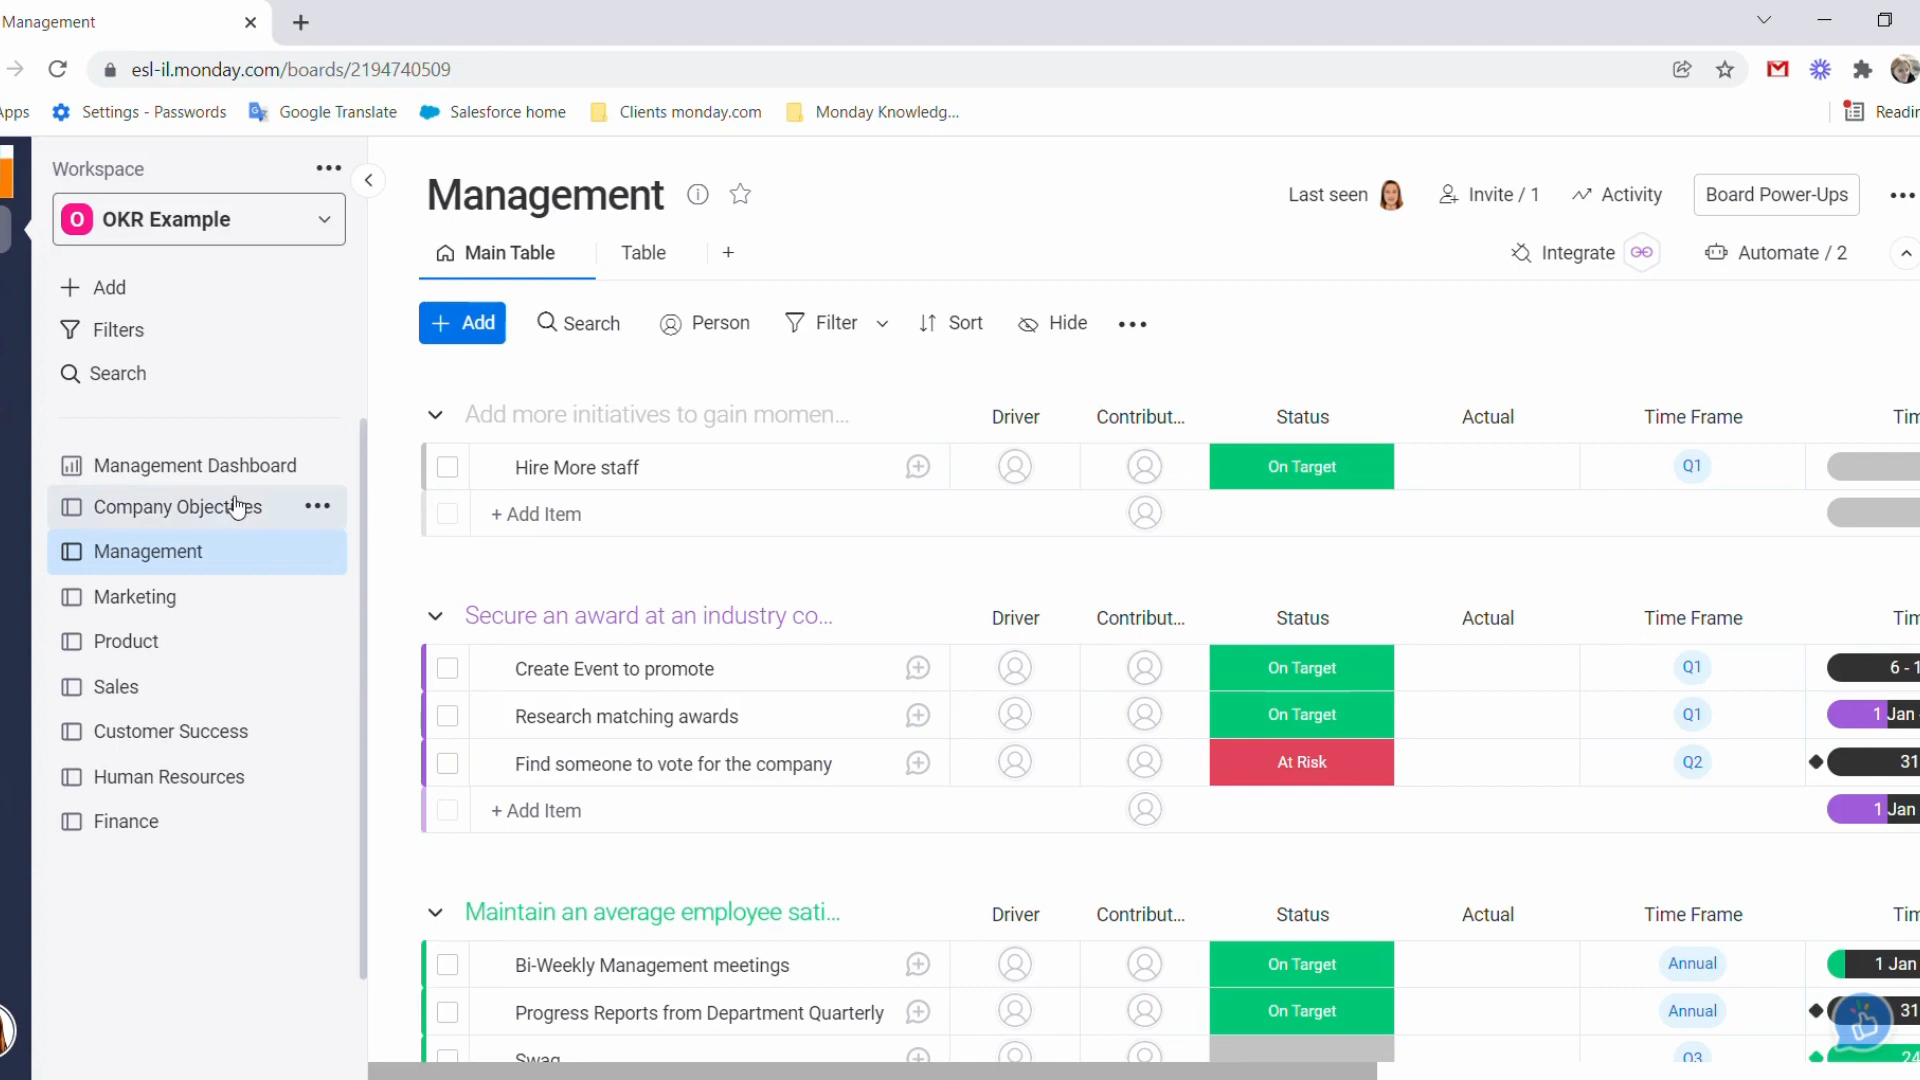 Management
esl-il.monday.com/boards/2194740509
Settings - Passwords
Google Translate
Salesforce home
Clients monday.com
Monday Knowledg...
Workspace
O OKR Example
Add
Filters
Search
Management Dashboard
Company Objectives
Management
Marketing
Product
Sales
Customer Success
Human Resources
Finance
Management
Last seen
Invite / 1
Activity
Board Power-Ups
Main Table
Table
Integrate
Automate / 2
Add
Search
Person
Filter
Sort
Hide
Add more initiatives to gain momen... Driver Contribut... Status Actual Time Frame
Hire More staff On Target Q1
+ Add Item
Secure an award at an industry co... Driver Contribut... Status Actual Time Frame
Create Event to promote On Target Q1 6 - 1
Research matching awards On Target Q1 1 Jan
Find someone to vote for the company At Risk Q2 31
+ Add Item 1 Jan
Maintain an average employee sati... Driver Contribut... Status Actual Time Frame
Bi-Weekly Management meetings On Target Annual 1 Jan
Progress Reports from Department Quarterly On Target Annual 31
Swag Q3 24